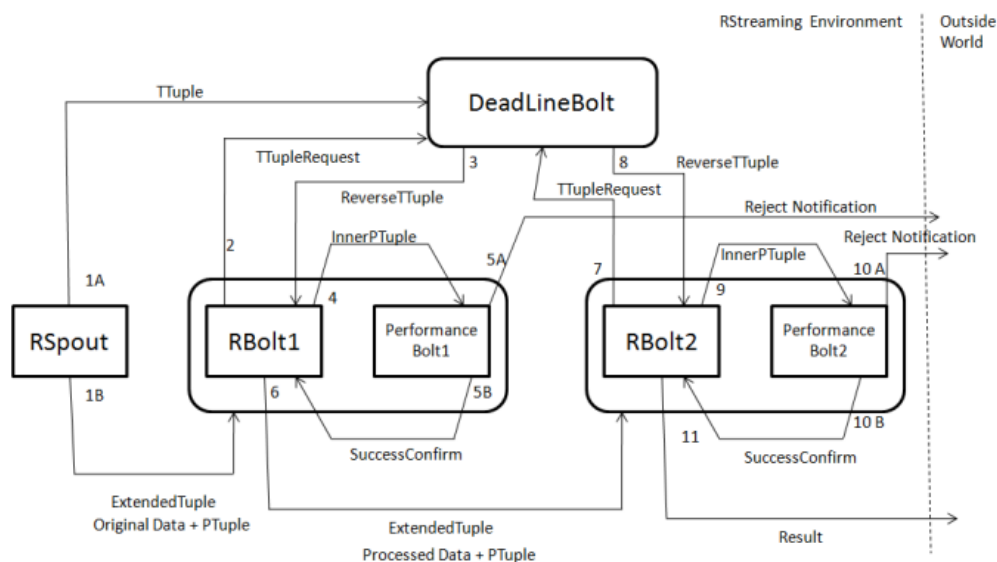 RStreaming Environment
Outside
World
TTuple
DeadLineBolt
TTupleRequest
3
8
ReverseTTuple
ReverseTTuple
TTupleRequest
Reject Notification
Reject Notification
InnerPTuple
InnerPTuple
2
5A
7
10 A
1A
4
9
RSpout
RBolt1
Performance
Bolt1
RBolt2
Performance
Bolt2
1B
6
5B
11
10 B
SuccessConfirm
SuccessConfirm
ExtendedTuple
Original Data + PTuple
ExtendedTuple
Processed Data + PTuple
Result